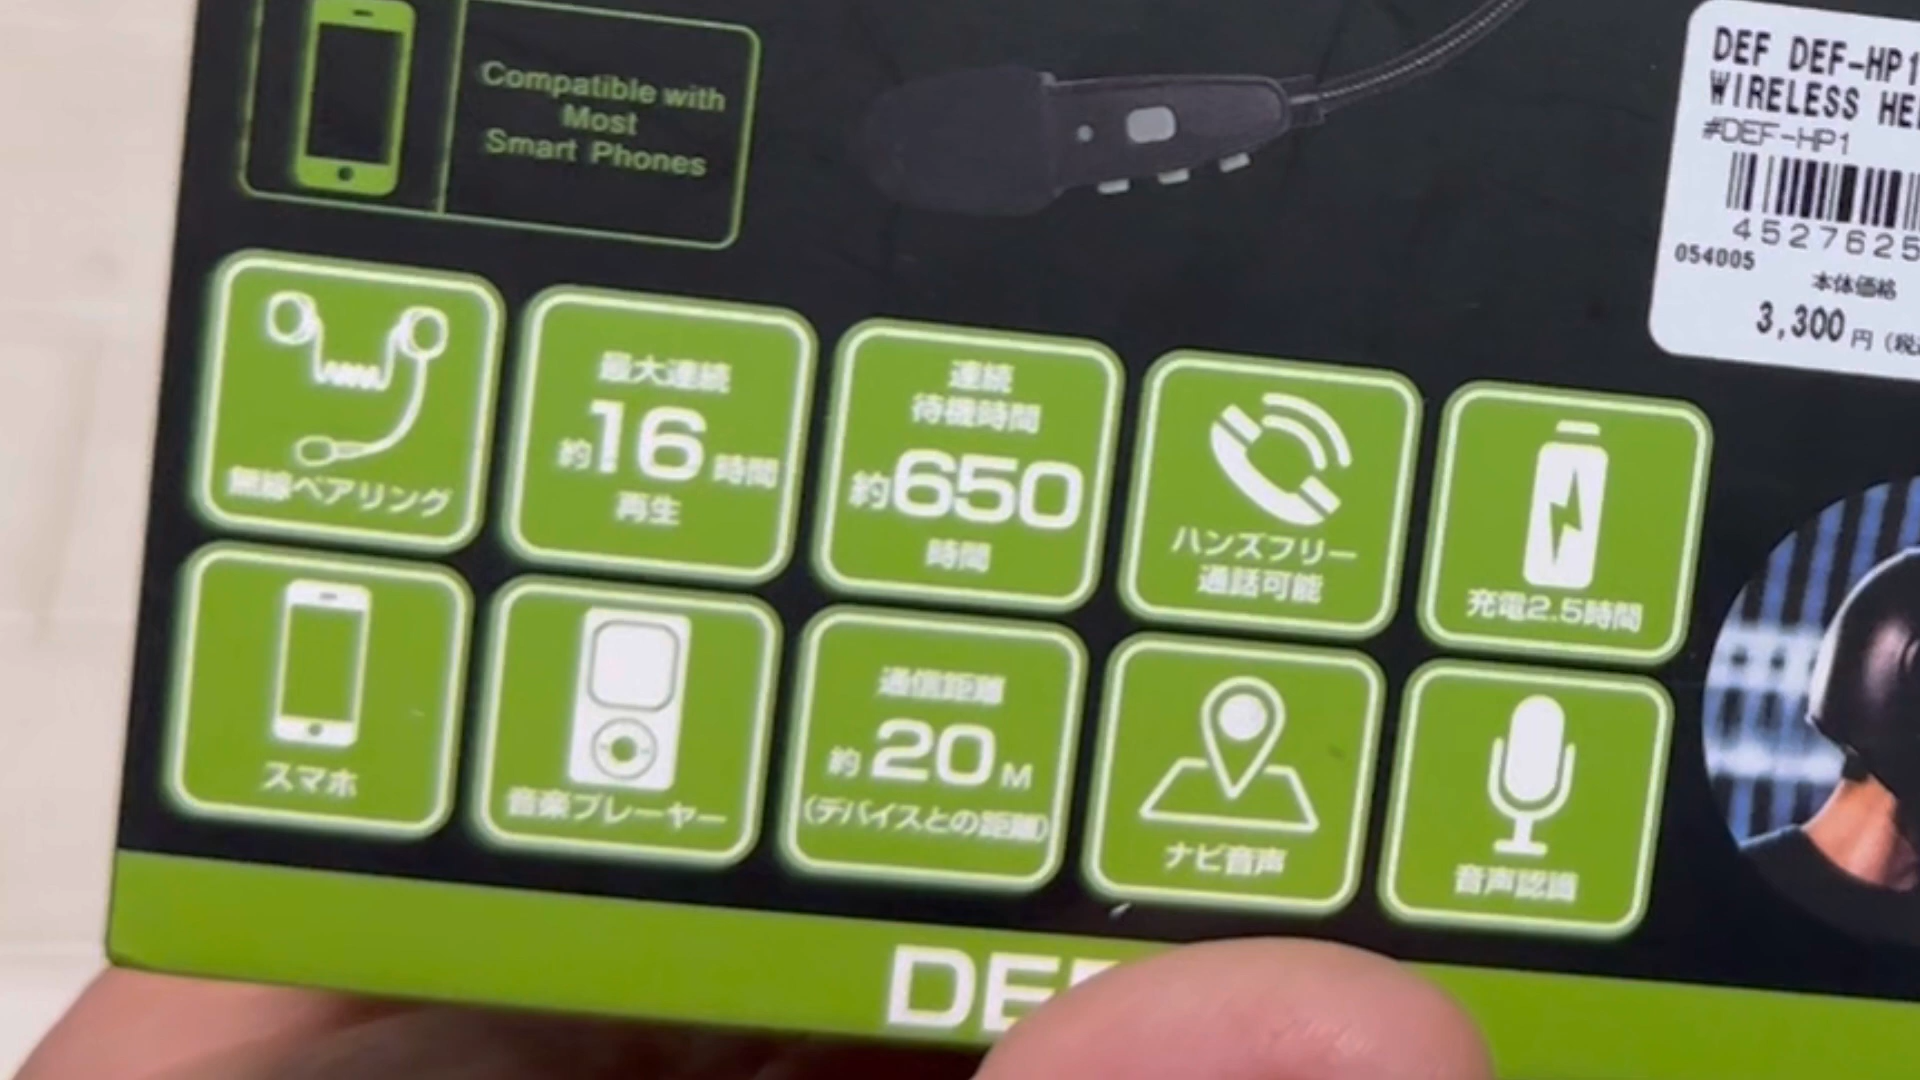 Compatible with
Most
Smart Phones
DEF DEF-HP1
WIRELESS HE
#DEF-HP1
4527625
054005
本体価格
3,300円(税
無線ペアリング
最大連続
約16時間
再生
連続
待機時間
約650
時間
ハンズフリー
通話可能
充電2.5時間
スマホ
音楽プレーヤー
通信距離
約20M
(デバイスとの距離)
ナビ音声
音声認識
DE